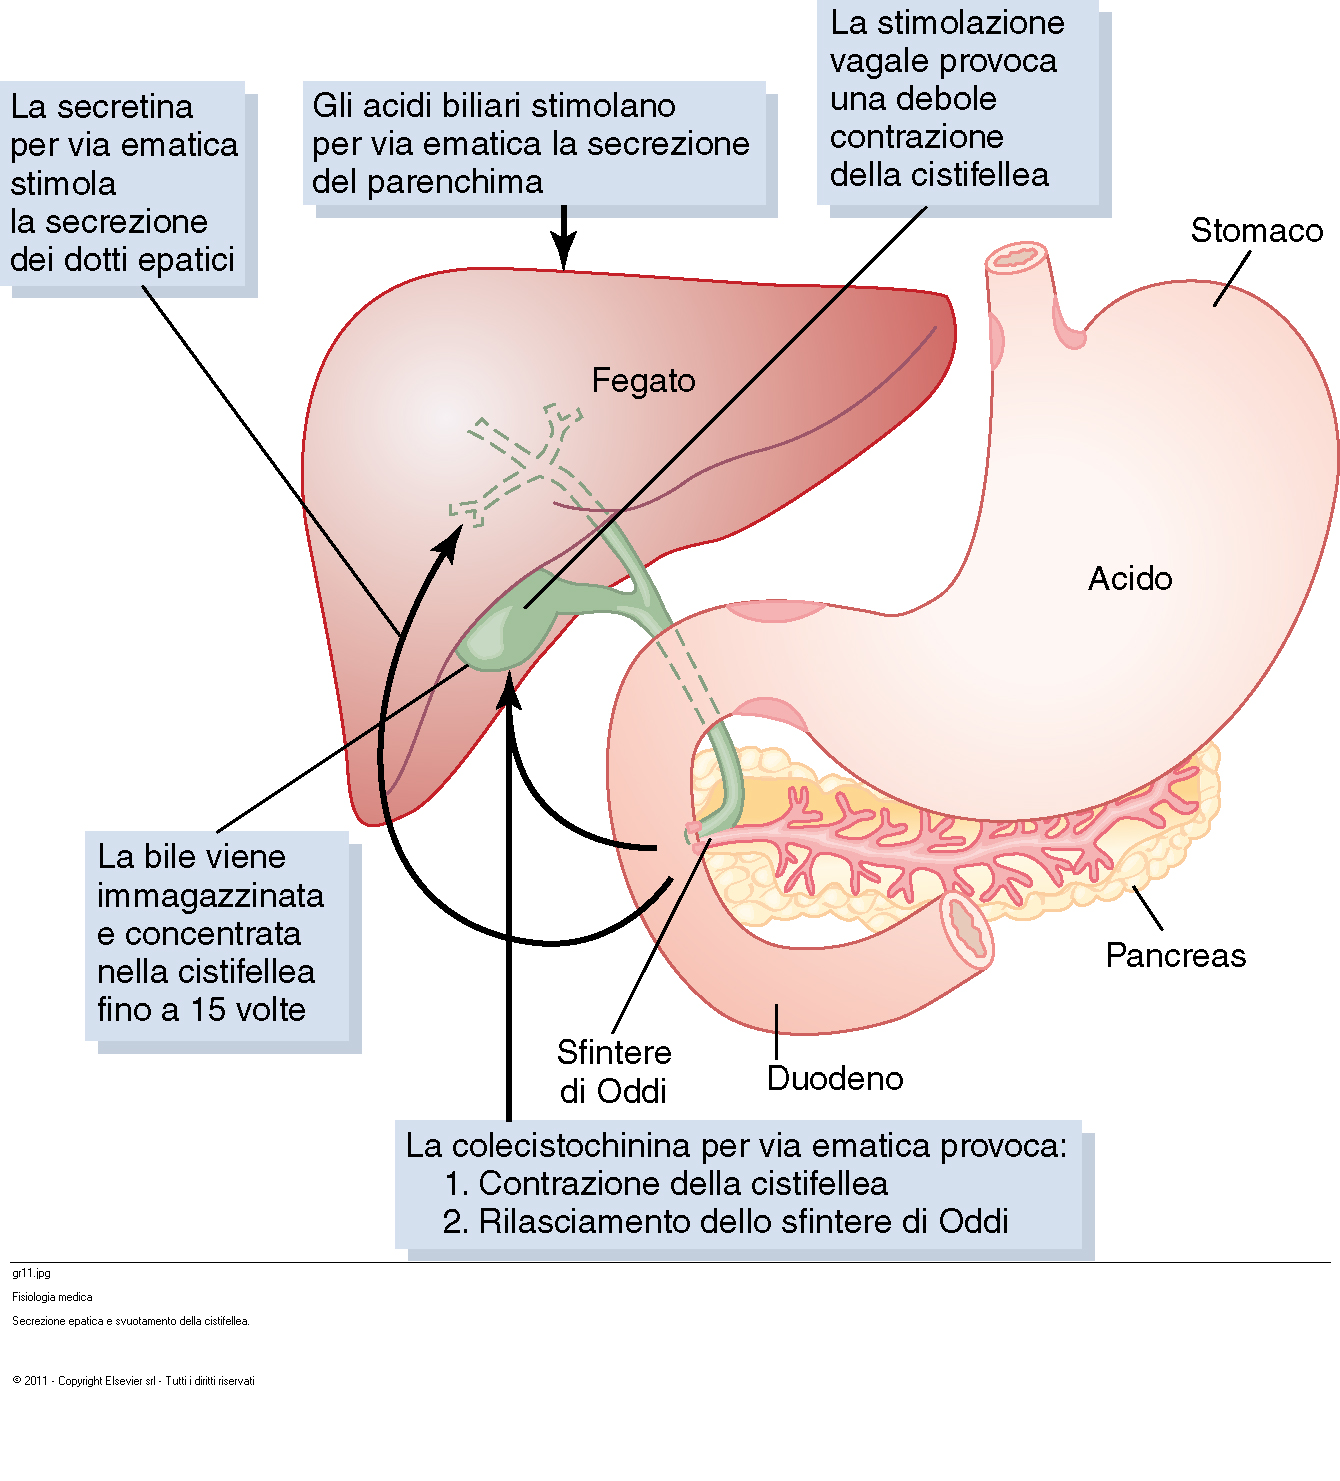 La secretina
per via ematica
stimola
la secrezione
dei dotti epatici
Gli acidi biliari stimolano
per via ematica la secrezione
del parenchima
La stimolazione
vagale provoca
una debole
contrazione
della cistifellea
Stomaco
Fegato
Acido
La bile viene
immagazzinata
e concentrata
nella cistifellea
fino a 15 volte
Pancreas
Sfintere
di Oddi
Duodeno
La colecistochinina per via ematica provoca:
1. Contrazione della cistifellea
2. Rilasciamento dello sfintere di Oddi
gr11.jpg
Fisiologia medica
Secrezione epatica e svuotamento della cistifellea.
© 2011 - Copyright Elsevier srl - Tutti i diritti riservati